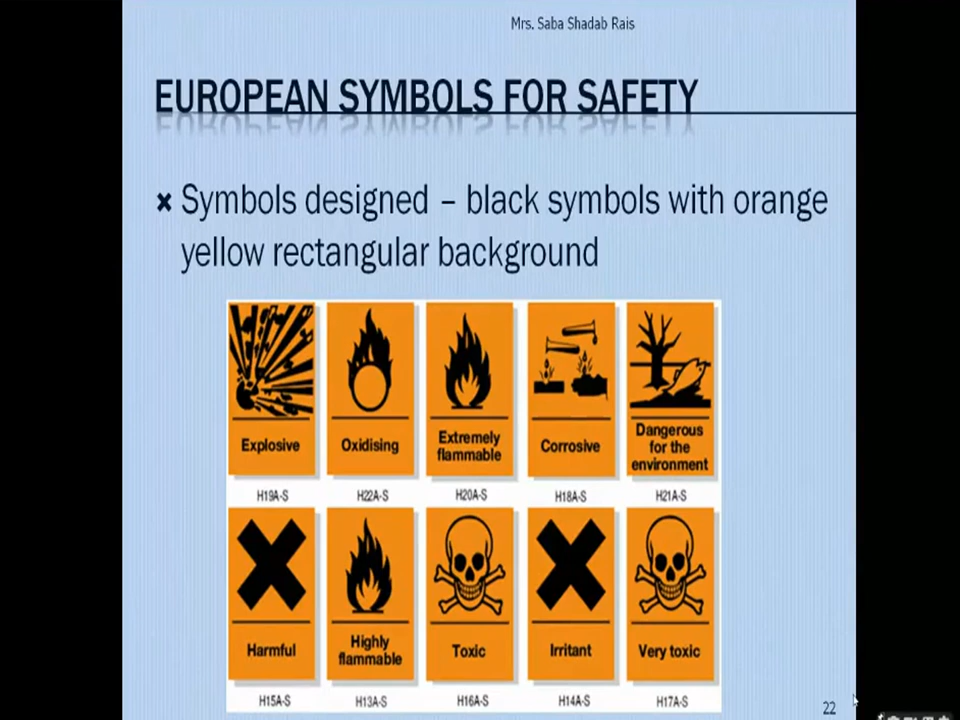 Mrs. Saba Shadab Rais
EUROPEAN SYMBOLS FOR SAFETY
Symbols designed – black symbols with orange
yellow rectangular background
Explosive
Oxidising
Extremely
flammable
Corrosive
Dangerous
for the
environment
H19A-S
H22A-S
H20A-S
H18A-S
H21A-S
Harmful
Highly
flammable
Toxic
Irritant
Very toxic
H15A-S
H13A-S
H16A-S
H14A-S
H17A-S
22